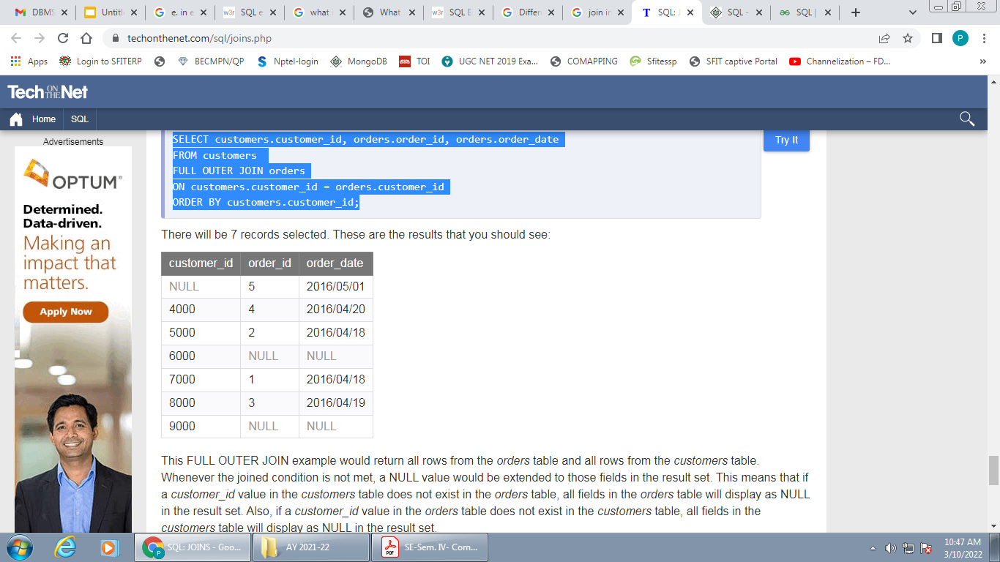 DBMS
Untitl
e. in e
SQL e
what
What
SQL E
Differ
join in
SQL: J
SQL -
SQL |
techonthenet.com/sql/joins.php
P
Apps
Login to SFITERP
BECMPN/QP
Nptel-login
MongoDB
TOI
UGC NET 2019 Exa...
COMAPPING
Sfitessp
SFIT captive Portal
Channelization – FD...
»
Tech ON THE Net
Home
SQL
Advertisements
OPTUM®
Determined.
Data-driven.
Making an
impact that
matters.
Apply Now
SELECT customers.customer_id, orders.order_id, orders.order_date
FROM customers
FULL OUTER JOIN orders
ON customers.customer_id = orders.customer_id
ORDER BY customers.customer_id;
Try It
There will be 7 records selected. These are the results that you should see:
customer_id order_id order_date
NULL 5 2016/05/01
4000 4 2016/04/20
5000 2 2016/04/18
6000 NULL NULL
7000 1 2016/04/18
8000 3 2016/04/19
9000 NULL NULL
This FULL OUTER JOIN example would return all rows from the orders table and all rows from the customers table.
Whenever the joined condition is not met, a NULL value would be extended to those fields in the result set. This means that if
a customer_id value in the customers table does not exist in the orders table, all fields in the orders table will display as NULL
in the result set. Also, if a customer_id value in the orders table does not exist in the customers table, all fields in the
customers table will display as NULL in the result set.
SQL: JOINS - Goo...
AY 2021-22
PDF
SE-Sem. IV- Com...
10:47 AM
3/10/2022